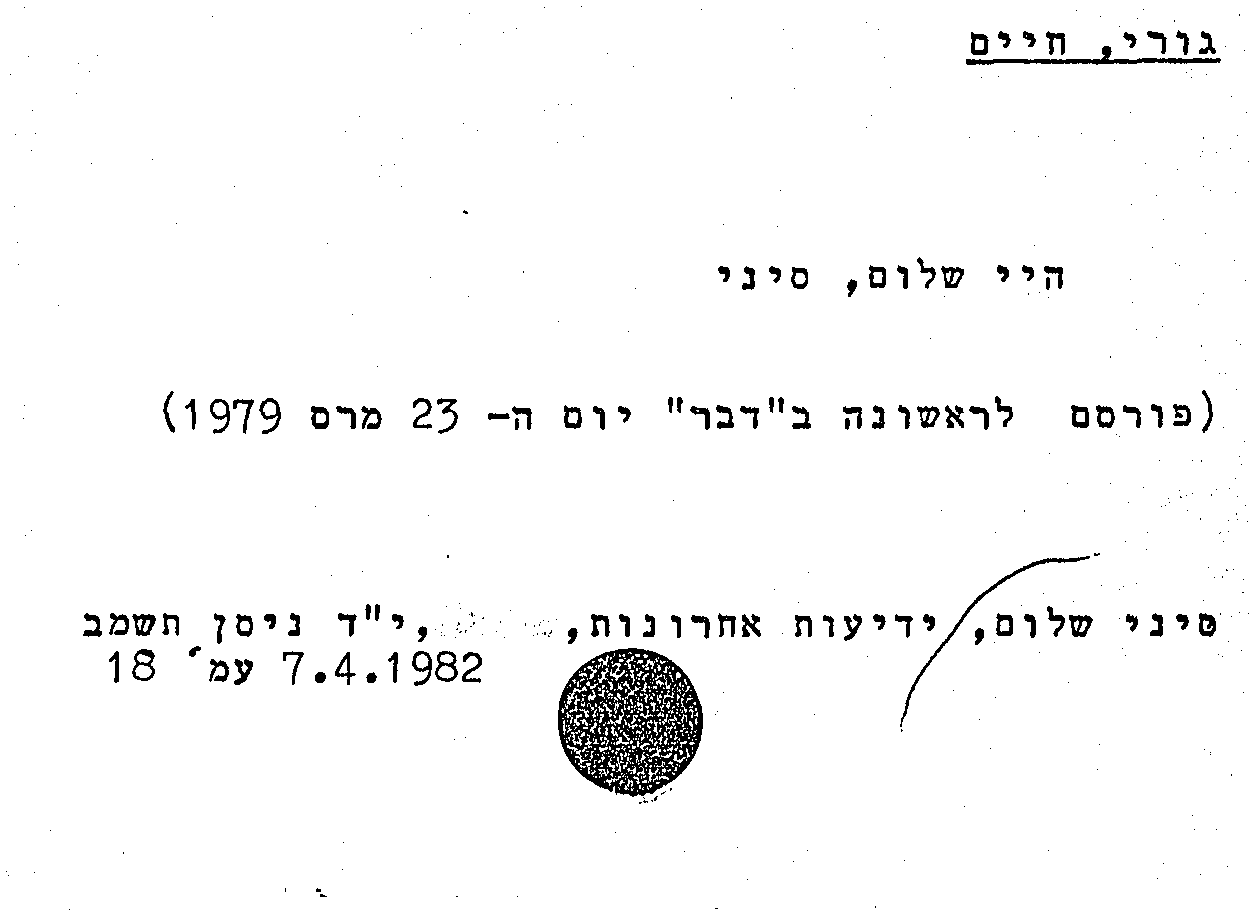 גורי, חיים
היי שלום, סיני
(פורסם לראשונה ב"דבר" יום ה- 23 מרס 1979)
סיני שלום, ידיעות אחרונות, י"ד ניסן תשמב,
7.4.1982 עמ' 18